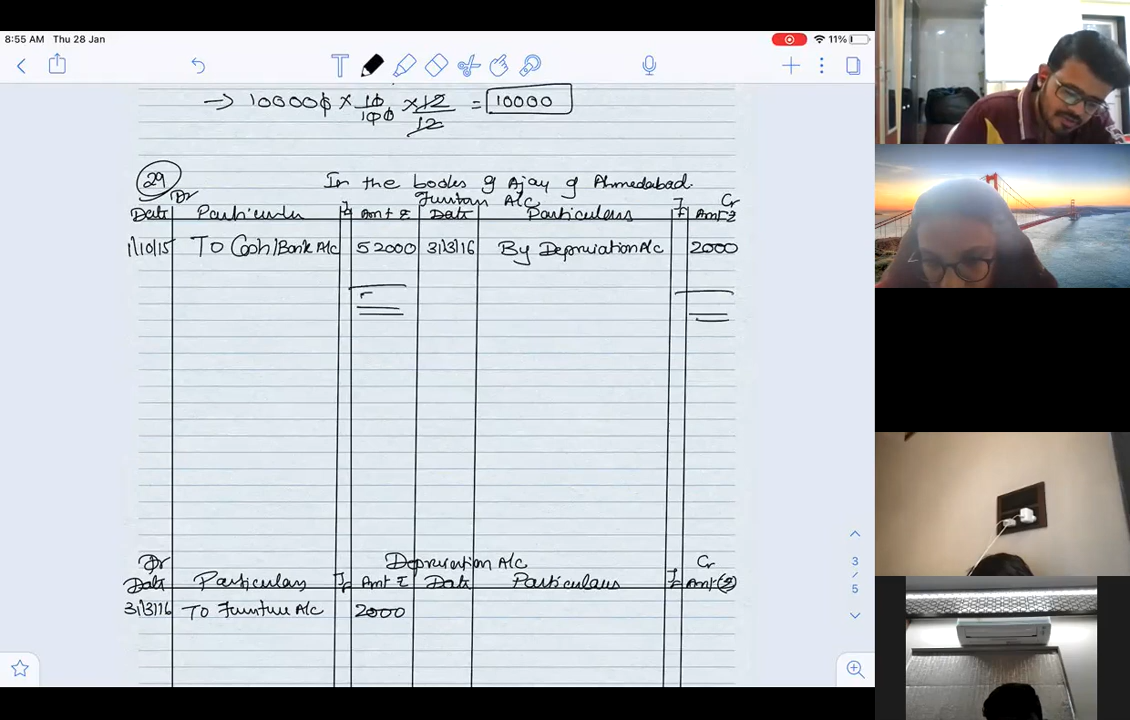 8:55 AM Thu 28 Jan 11%
→ 100000 × 10/100 × 12/12 = 10000
29 In the books of Ajay of Ahmedabad.
Dr Furniture A/c Cr
Date Particulars Amt ₹ Date Particulars Amt ₹
1/10/15 To Cash/Bank A/c 52000 31/3/16 By Depreciation A/c 2000
Dr Depreciation A/c Cr
Date Particulars Amt ₹ Date Particulars Amt (₹)
31/3/16 To Furniture A/c 2000
3
/
5